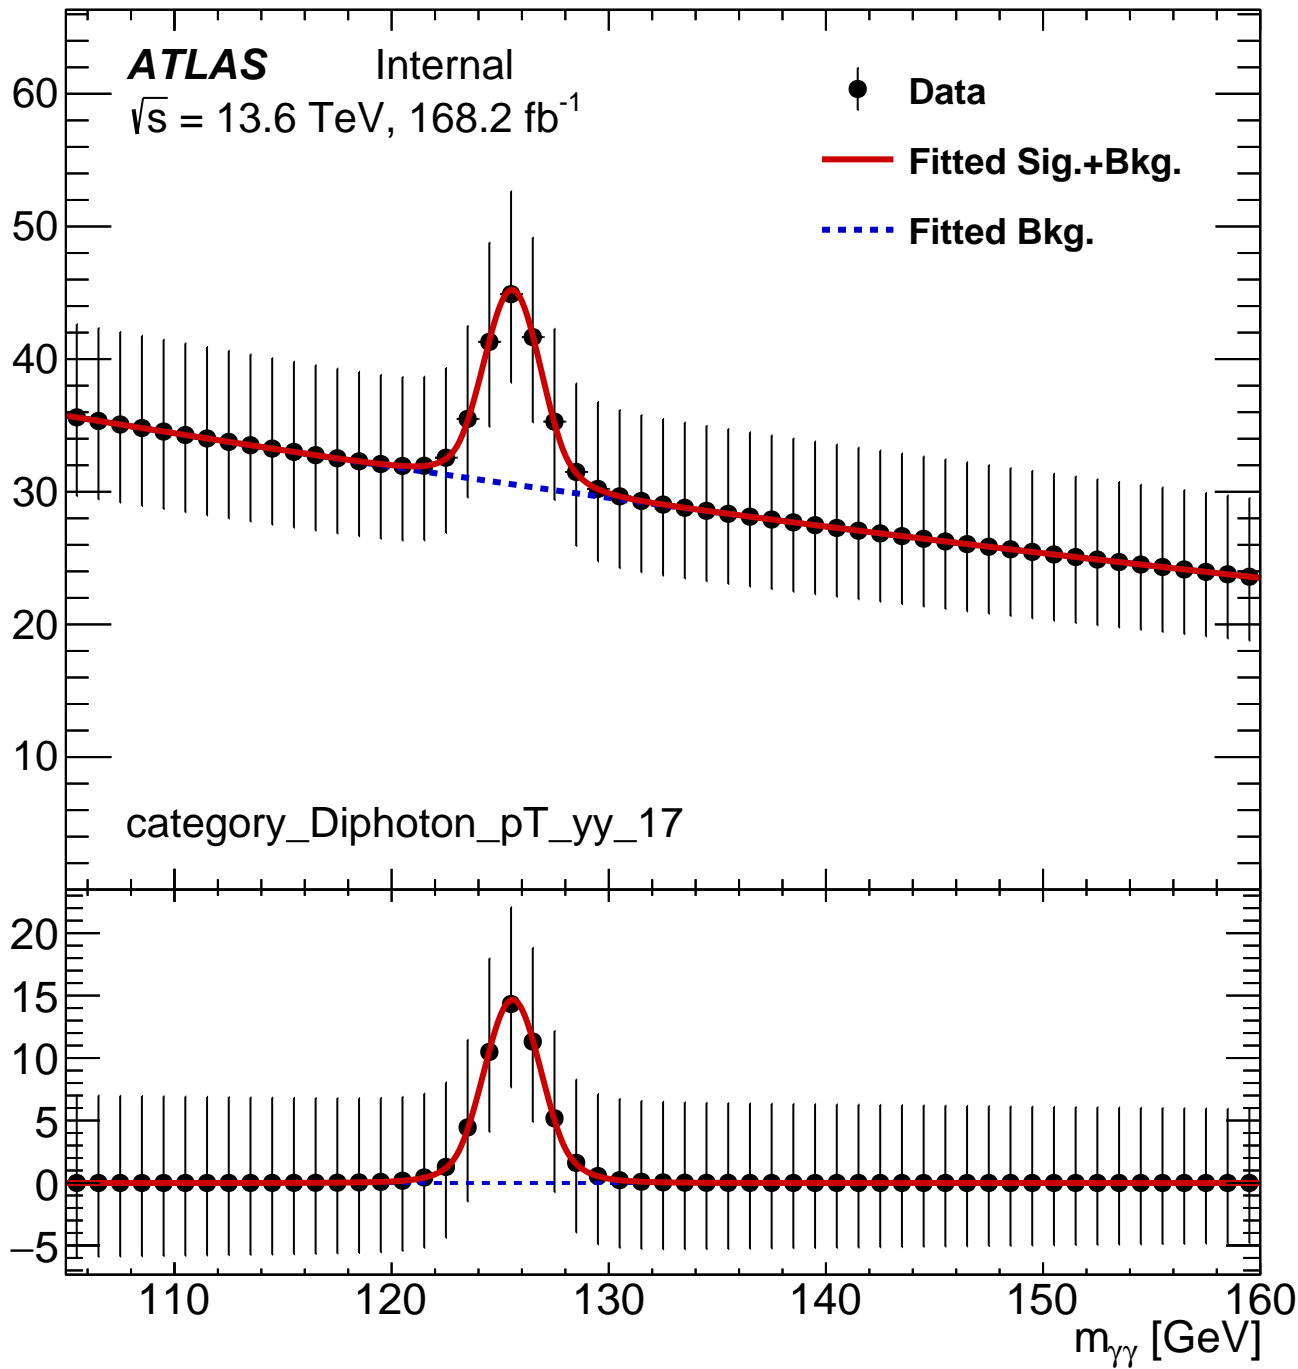 ATLAS Internal
√s = 13.6 TeV, 168.2 fb⁻¹
Data
Fitted Sig.+Bkg.
Fitted Bkg.
60
50
40
30
20
10
category_Diphoton_pT_yy_17
20
15
10
5
0
−5
110 120 130 140 150 160
mγγ [GeV]